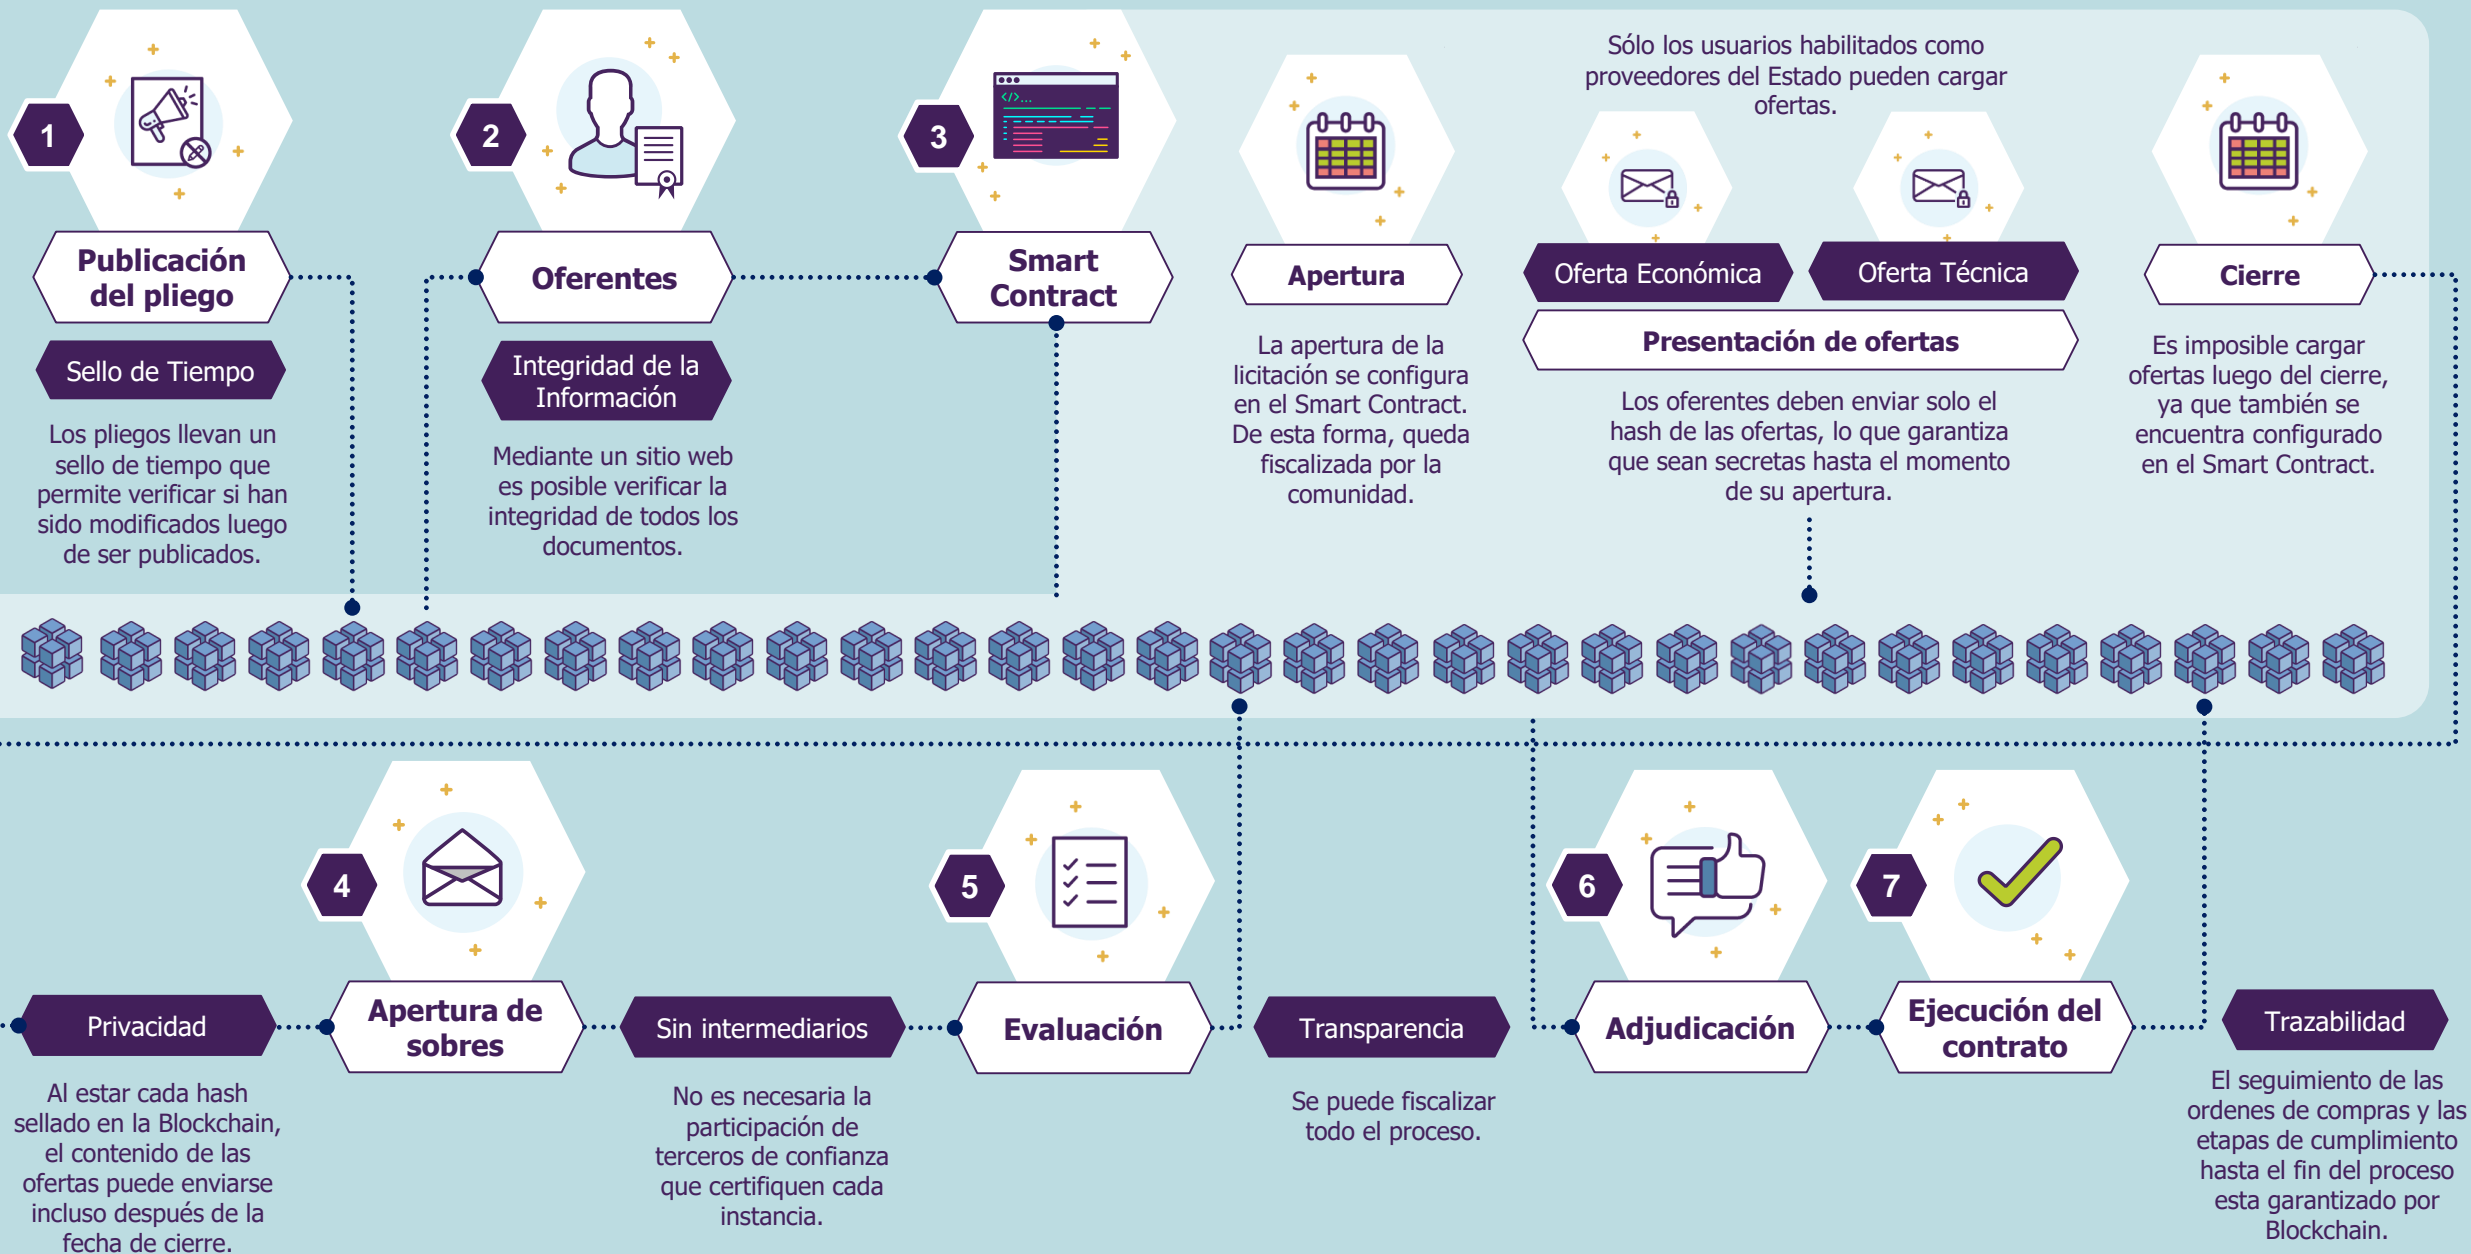 1
Publicación
del pliego
Sello de Tiempo
Los pliegos llevan un
sello de tiempo que
permite verificar si han
sido modificados luego
de ser publicados.
2
Oferentes
Integridad de la
Información
Mediante un sitio web
es posible verificar la
integridad de todos los
documentos.
3
</>...
Smart
Contract
Apertura
La apertura de la
licitación se configura
en el Smart Contract.
De esta forma, queda
fiscalizada por la
comunidad.
Sólo los usuarios habilitados como
proveedores del Estado pueden cargar
ofertas.
Oferta Económica
Oferta Técnica
Presentación de ofertas
Los oferentes deben enviar solo el
hash de las ofertas, lo que garantiza
que sean secretas hasta el momento
de su apertura.
Cierre
Es imposible cargar
ofertas luego del cierre,
ya que también se
encuentra configurado
en el Smart Contract.
Privacidad
Al estar cada hash
sellado en la Blockchain,
el contenido de las
ofertas puede enviarse
incluso después de la
fecha de cierre.
4
Apertura de
sobres
Sin intermediarios
No es necesaria la
participación de
terceros de confianza
que certifiquen cada
instancia.
5
Evaluación
Transparencia
Se puede fiscalizar
todo el proceso.
6
Adjudicación
7
Ejecución del
contrato
Trazabilidad
El seguimiento de las
ordenes de compras y las
etapas de cumplimiento
hasta el fin del proceso
esta garantizado por
Blockchain.